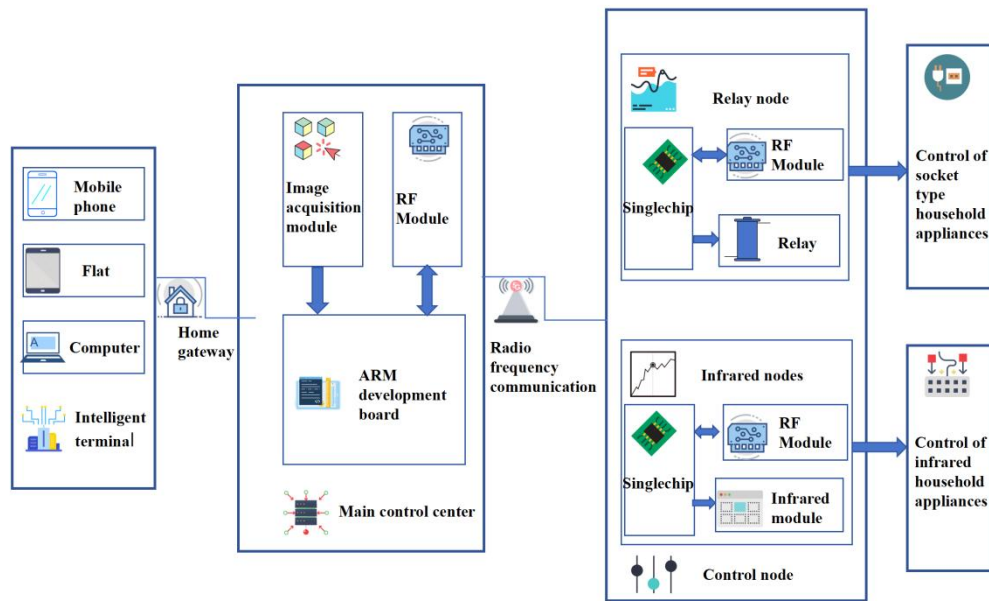 Mobile
phone
Flat
Computer
Intelligent
terminal
Home
gateway
Image
acquisition
module
RF
Module
ARM
development
board
Main control center
Radio
frequency
communication
Relay node
Singlechip
RF
Module
Relay
Infrared nodes
Singlechip
RF
Module
Infrared
module
Control node
Control of
socket
type
household
appliances
Control of
infrared
household
appliances